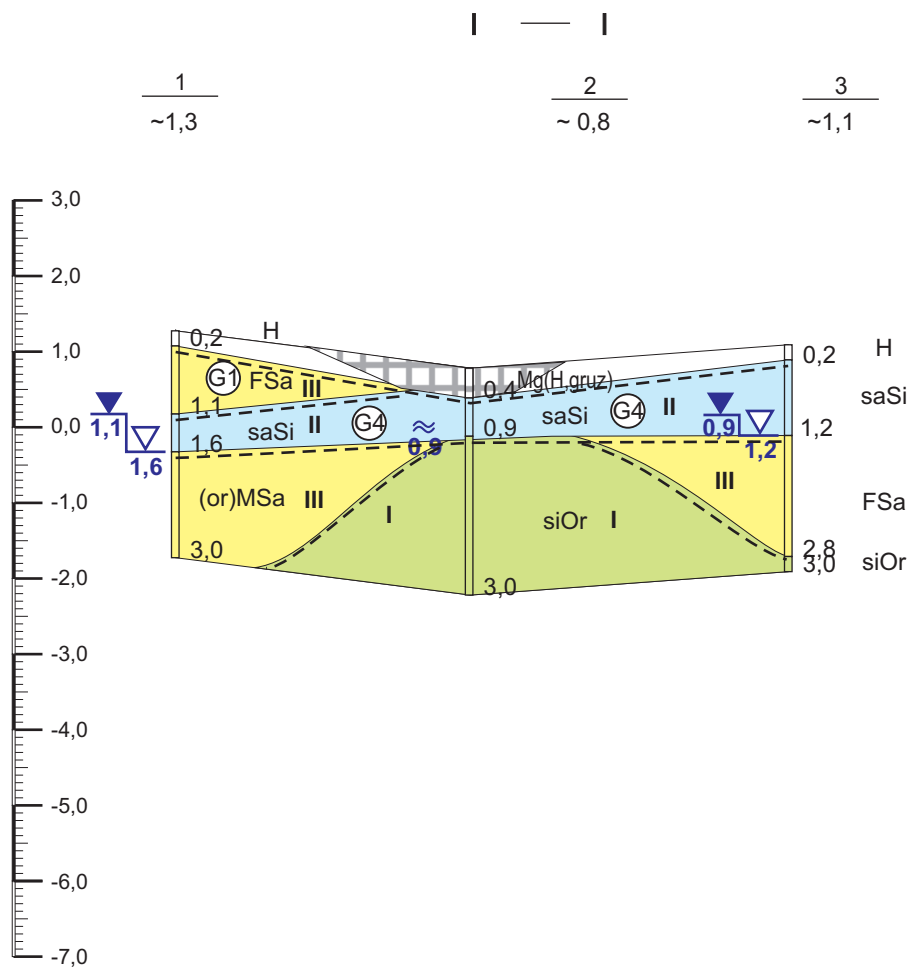 I — I
1 2 3
~1,3 ~ 0,8 ~1,1
3,0
2,0
0,2 H 0,2 H
1,0
G1 FSa III 0,4 Mg(H,gruz) saSi
1,1 saSi G4 II
0,0
1,1 saSi II G4 ≈ 0,9 0,9 0,9 1,2
1,6 1,6 1,2
-1,0 (or)MSa III I siOr I III FSa
3,0 2,8
3,0 siOr
-2,0 3,0
-3,0
-4,0
-5,0
-6,0
-7,0